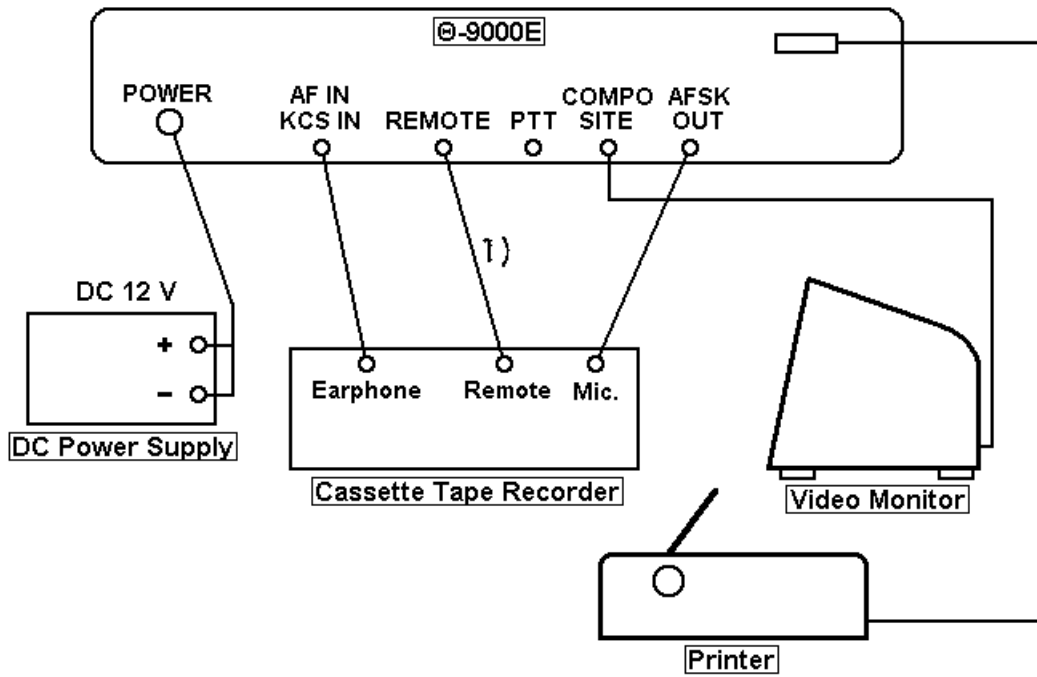 Θ-9000E
POWER
AF IN
KCS IN
REMOTE
PTT
COMPO
SITE
AFSK
OUT
1)
DC 12 V
+
−
DC Power Supply
Earphone
Remote
Mic.
Cassette Tape Recorder
Video Monitor
Printer